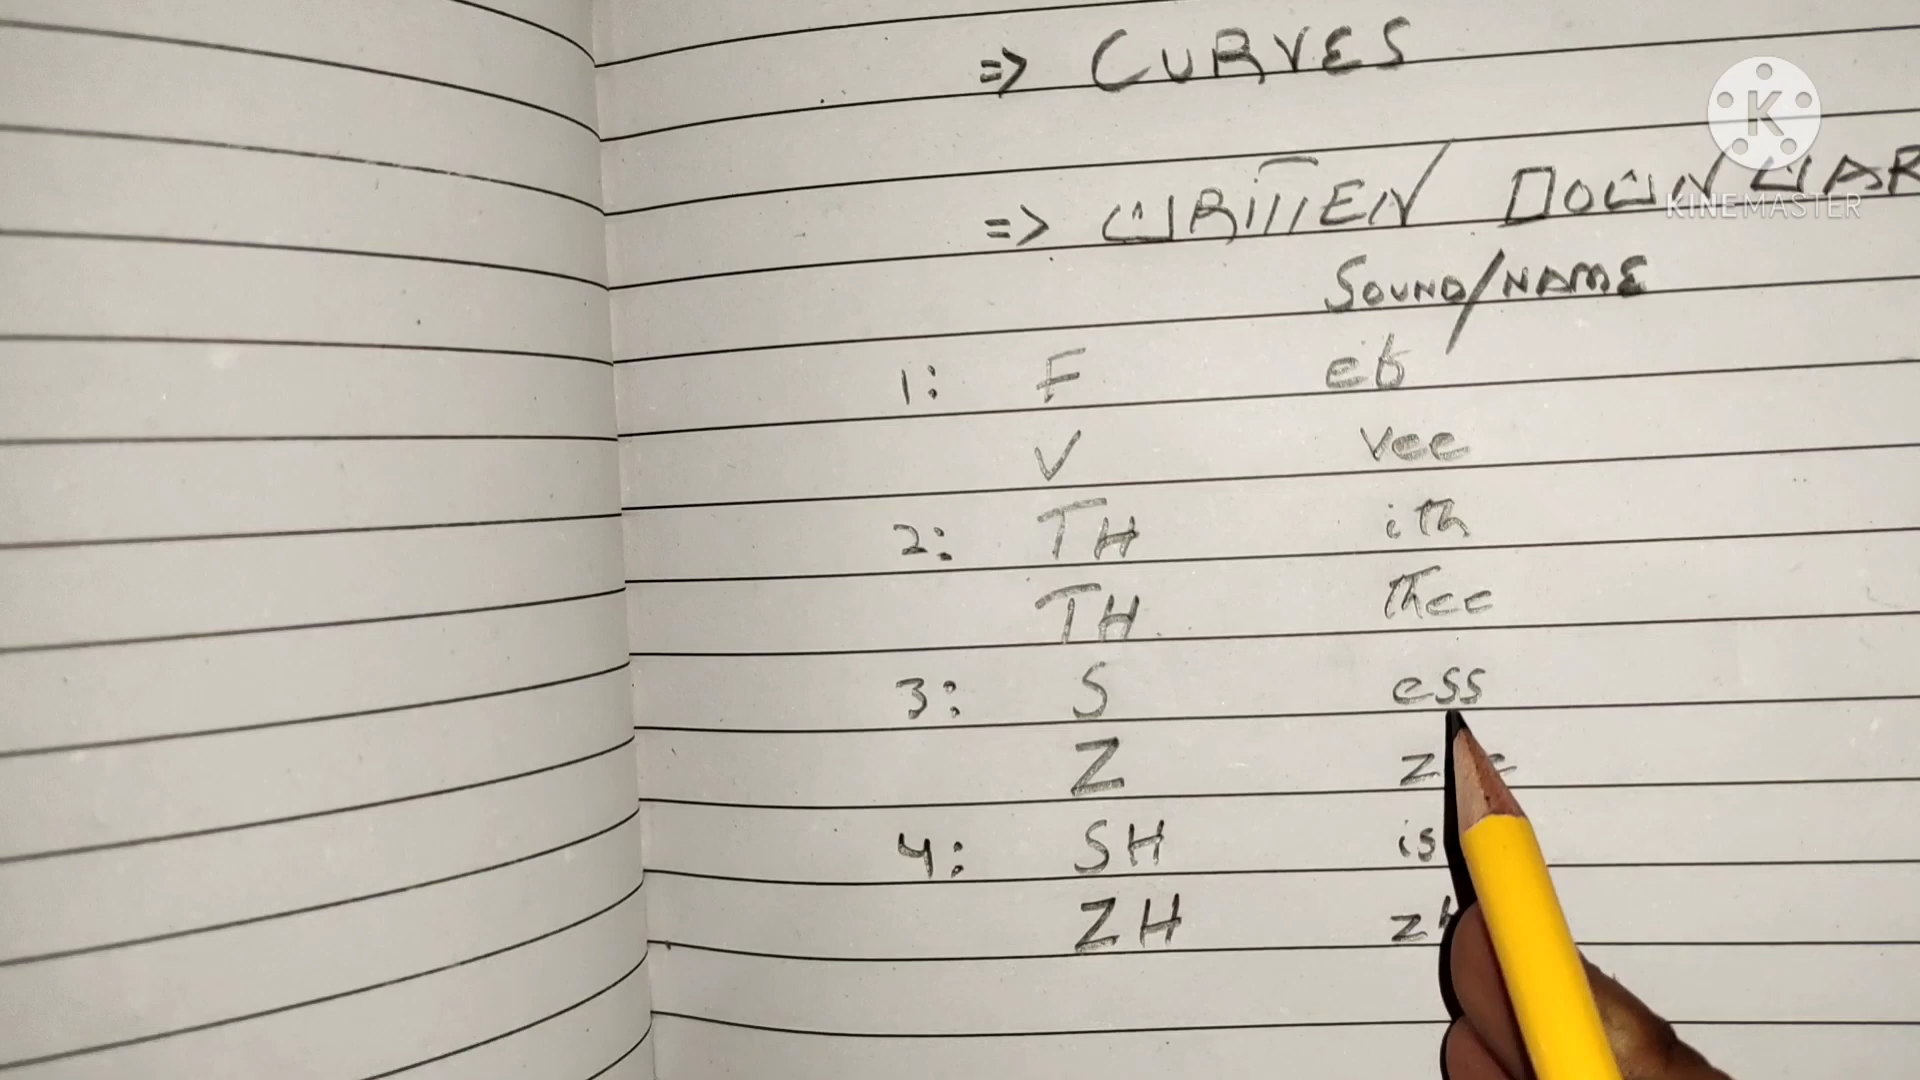 => CURVES
=> WRITTEN DOWNWAR
KINEMASTER
SOUND/NAME
1: F ef
V vee
2: TH ith
TH thee
3: S ess
Z
4: SH
ZH